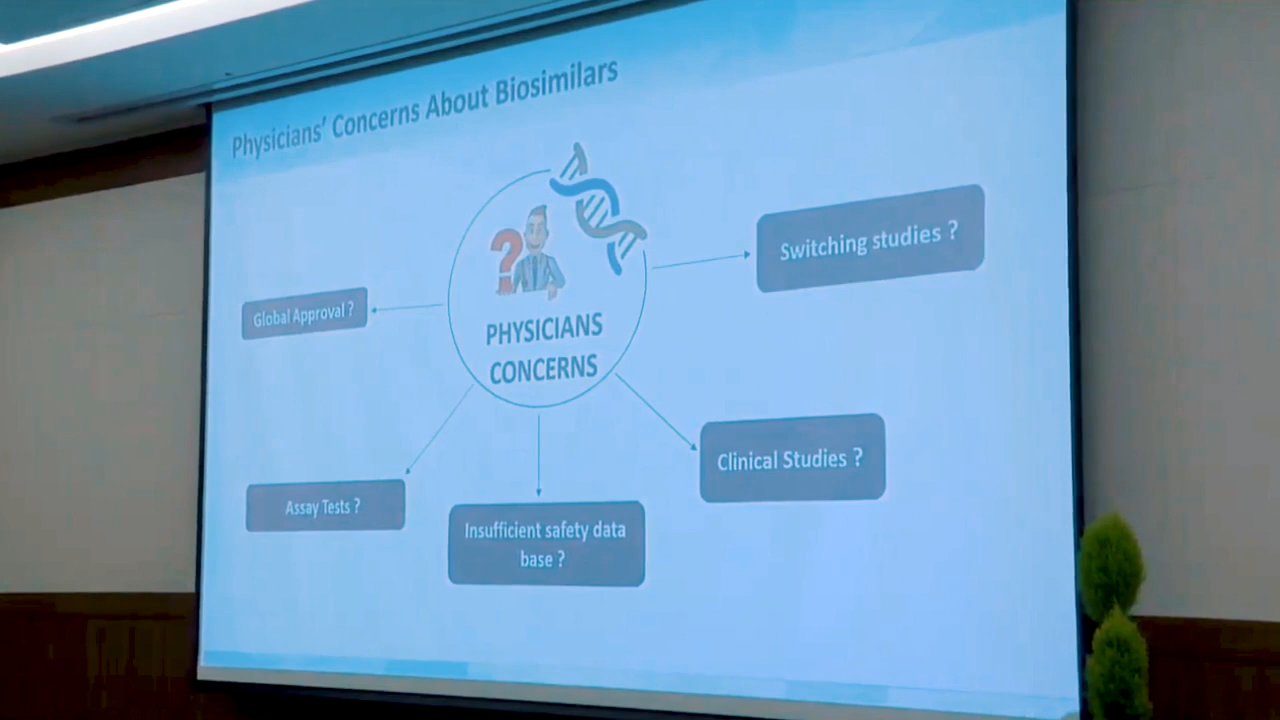 Physicians' Concerns About Biosimilars
?
PHYSICIANS
CONCERNS
Switching studies ?
Global Approval ?
Clinical Studies ?
Assay Tests ?
Insufficient safety data
base ?